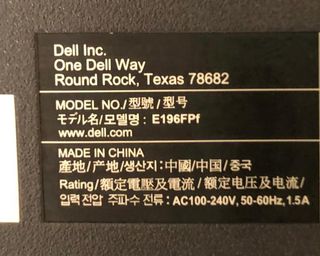 Dell Inc.
One Dell Way
Round Rock, Texas 78682
MODEL NO./型號/型号
モデル名/모델명: E196FPf
www.dell.com
MADE IN CHINA
產地/产地/생산지: 中國/中国/중국
Rating/額定電壓及電流/额定电压及电流/
입력 전압 주파수 전류: AC100-240V, 50-60Hz, 1.5A